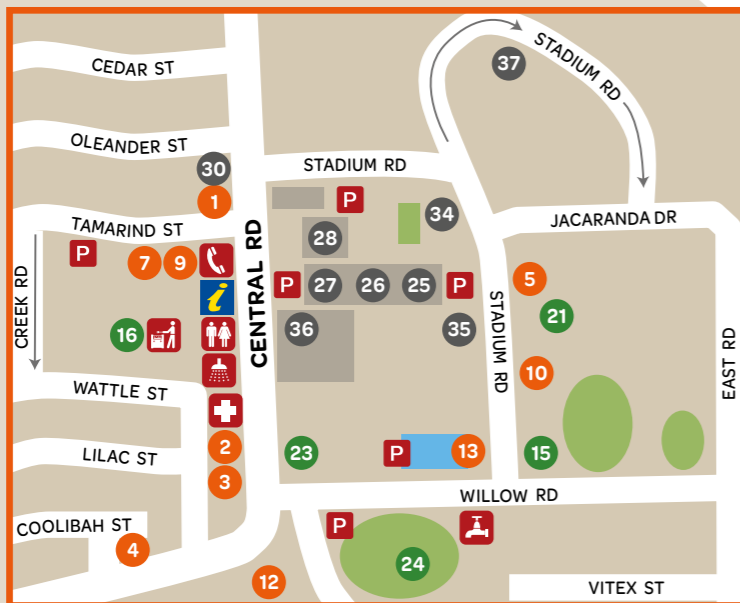 CEDAR ST
STADIUM RD
37
OLEANDER ST
30
STADIUM RD
1
P
34
TAMARIND ST
JACARANDA DR
28
P
7
9
CREEK RD
CENTRAL RD
i
P
27
26
25
P
5
STADIUM RD
21
EAST RD
16
36
35
10
WATTLE ST
2
LILAC ST
23
P
13
15
3
WILLOW RD
COOLIBAH ST
P
4
24
12
VITEX ST